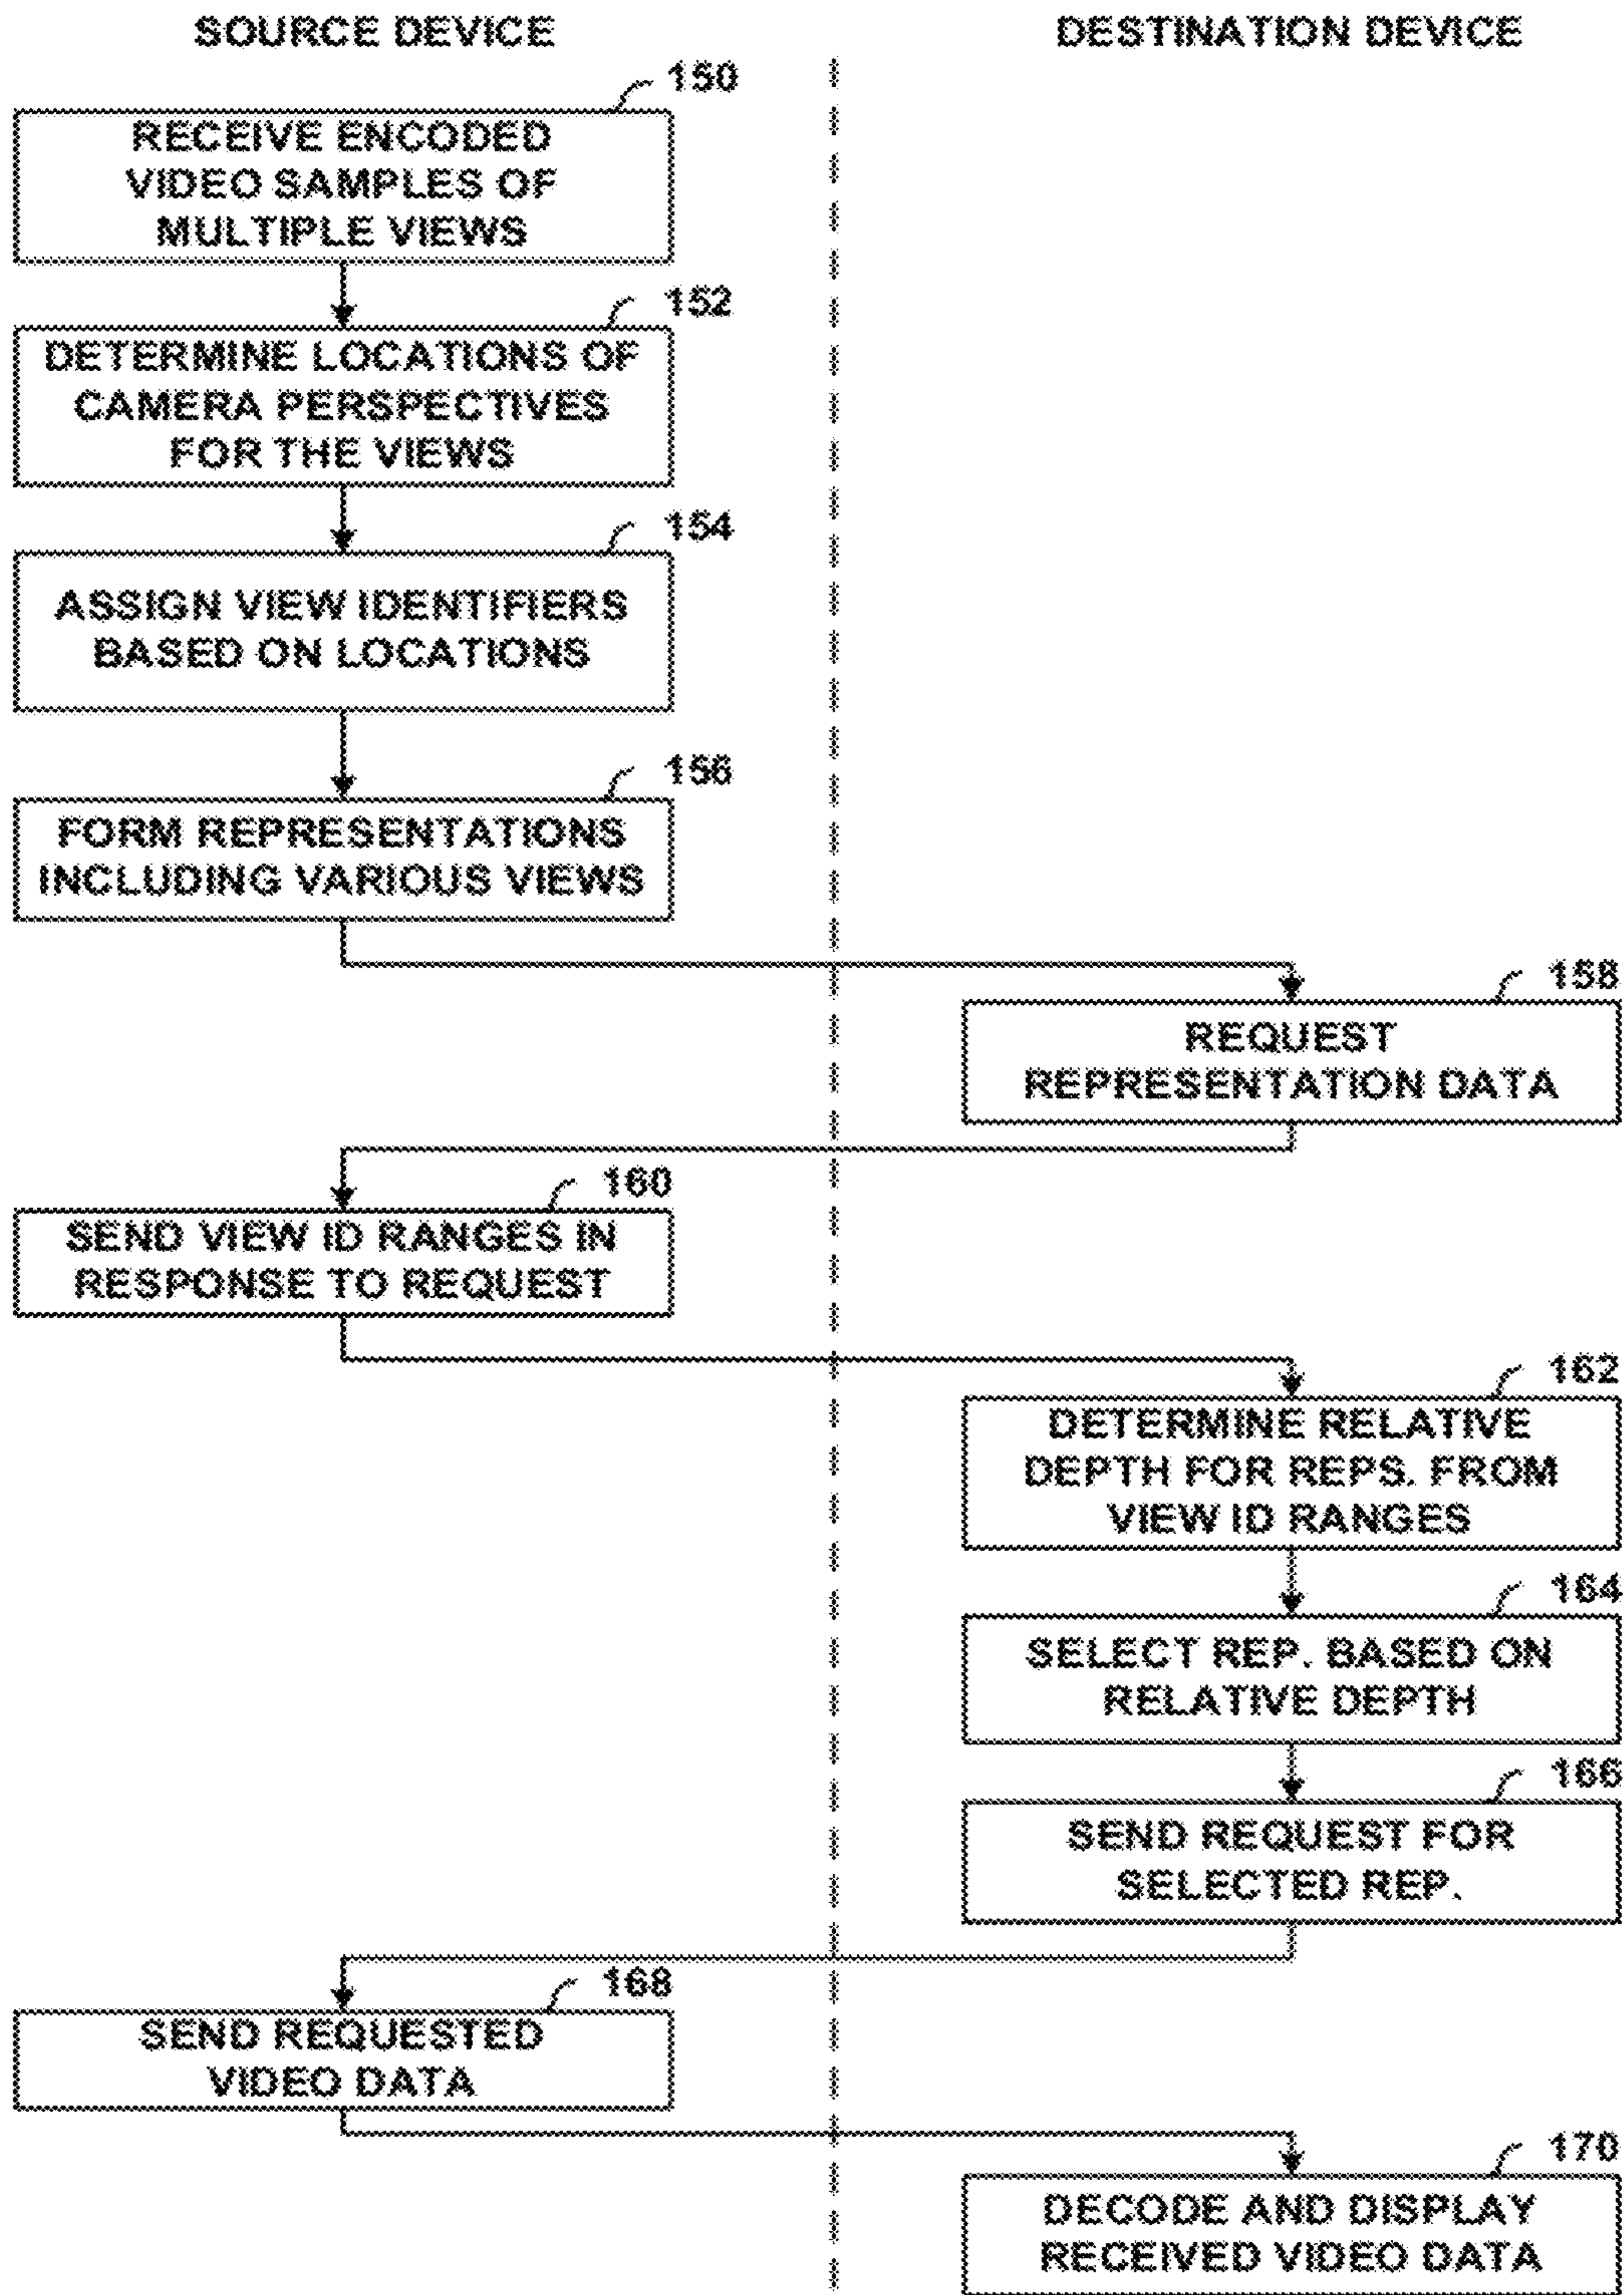 SOURCE DEVICE
DESTINATION DEVICE
150
RECEIVE ENCODED
VIDEO SAMPLES OF
MULTIPLE VIEWS
152
DETERMINE LOCATIONS OF
CAMERA PERSPECTIVES
FOR THE VIEWS
154
ASSIGN VIEW IDENTIFIERS
BASED ON LOCATIONS
156
FORM REPRESENTATIONS
INCLUDING VARIOUS VIEWS
158
REQUEST
REPRESENTATION DATA
160
SEND VIEW ID RANGES IN
RESPONSE TO REQUEST
162
DETERMINE RELATIVE
DEPTH FOR REPS. FROM
VIEW ID RANGES
164
SELECT REP. BASED ON
RELATIVE DEPTH
166
SEND REQUEST FOR
SELECTED REP.
168
SEND REQUESTED
VIDEO DATA
170
DECODE AND DISPLAY
RECEIVED VIDEO DATA